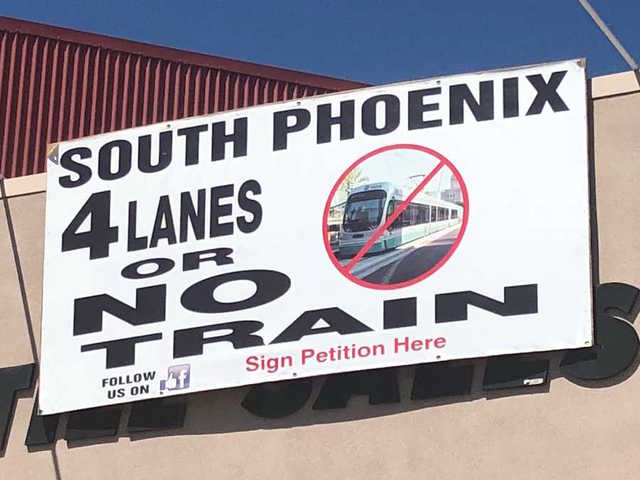 SOUTH PHOENIX
4 LANES
OR
NO
TRAIN
Sign Petition Here
FOLLOW
US ON
f